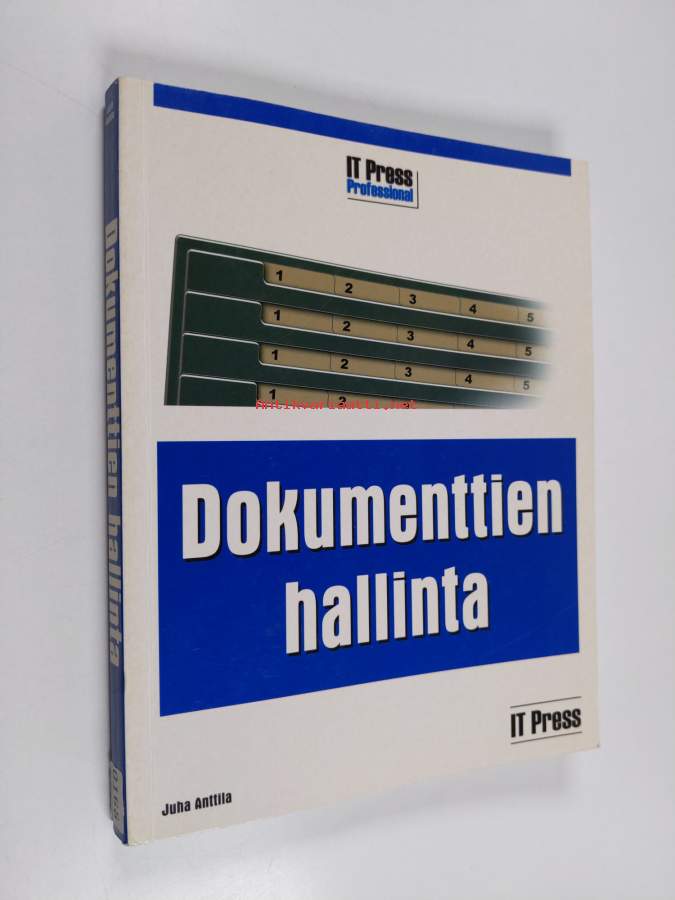 IT Press
Professional
1 2 3 4 5
1 2 3 4 5
1 2 3 4 5
1 2
Antikvariaatti.net
Dokumenttien
hallinta
IT Press
Juha Anttila
Dokumenttien hallinta